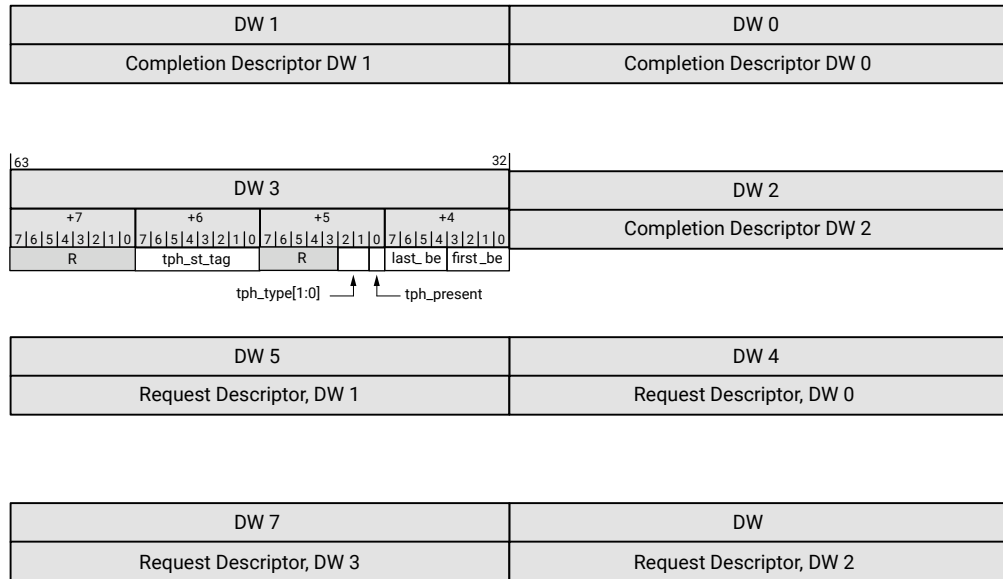 DW 1 DW 0
Completion Descriptor DW 1 Completion Descriptor DW 0
63 32
DW 3 DW 2
+7 +6 +5 +4
Completion Descriptor DW 2
7 6 5 4 3 2 1 0 7 6 5 4 3 2 1 0 7 6 5 4 3 2 1 0 7 6 5 4 3 2 1 0
R tph_st_tag R last_ be first_be
tph_type[1:0] tph_present
DW 5 DW 4
Request Descriptor, DW 1 Request Descriptor, DW 0
DW 7 DW
Request Descriptor, DW 3 Request Descriptor, DW 2